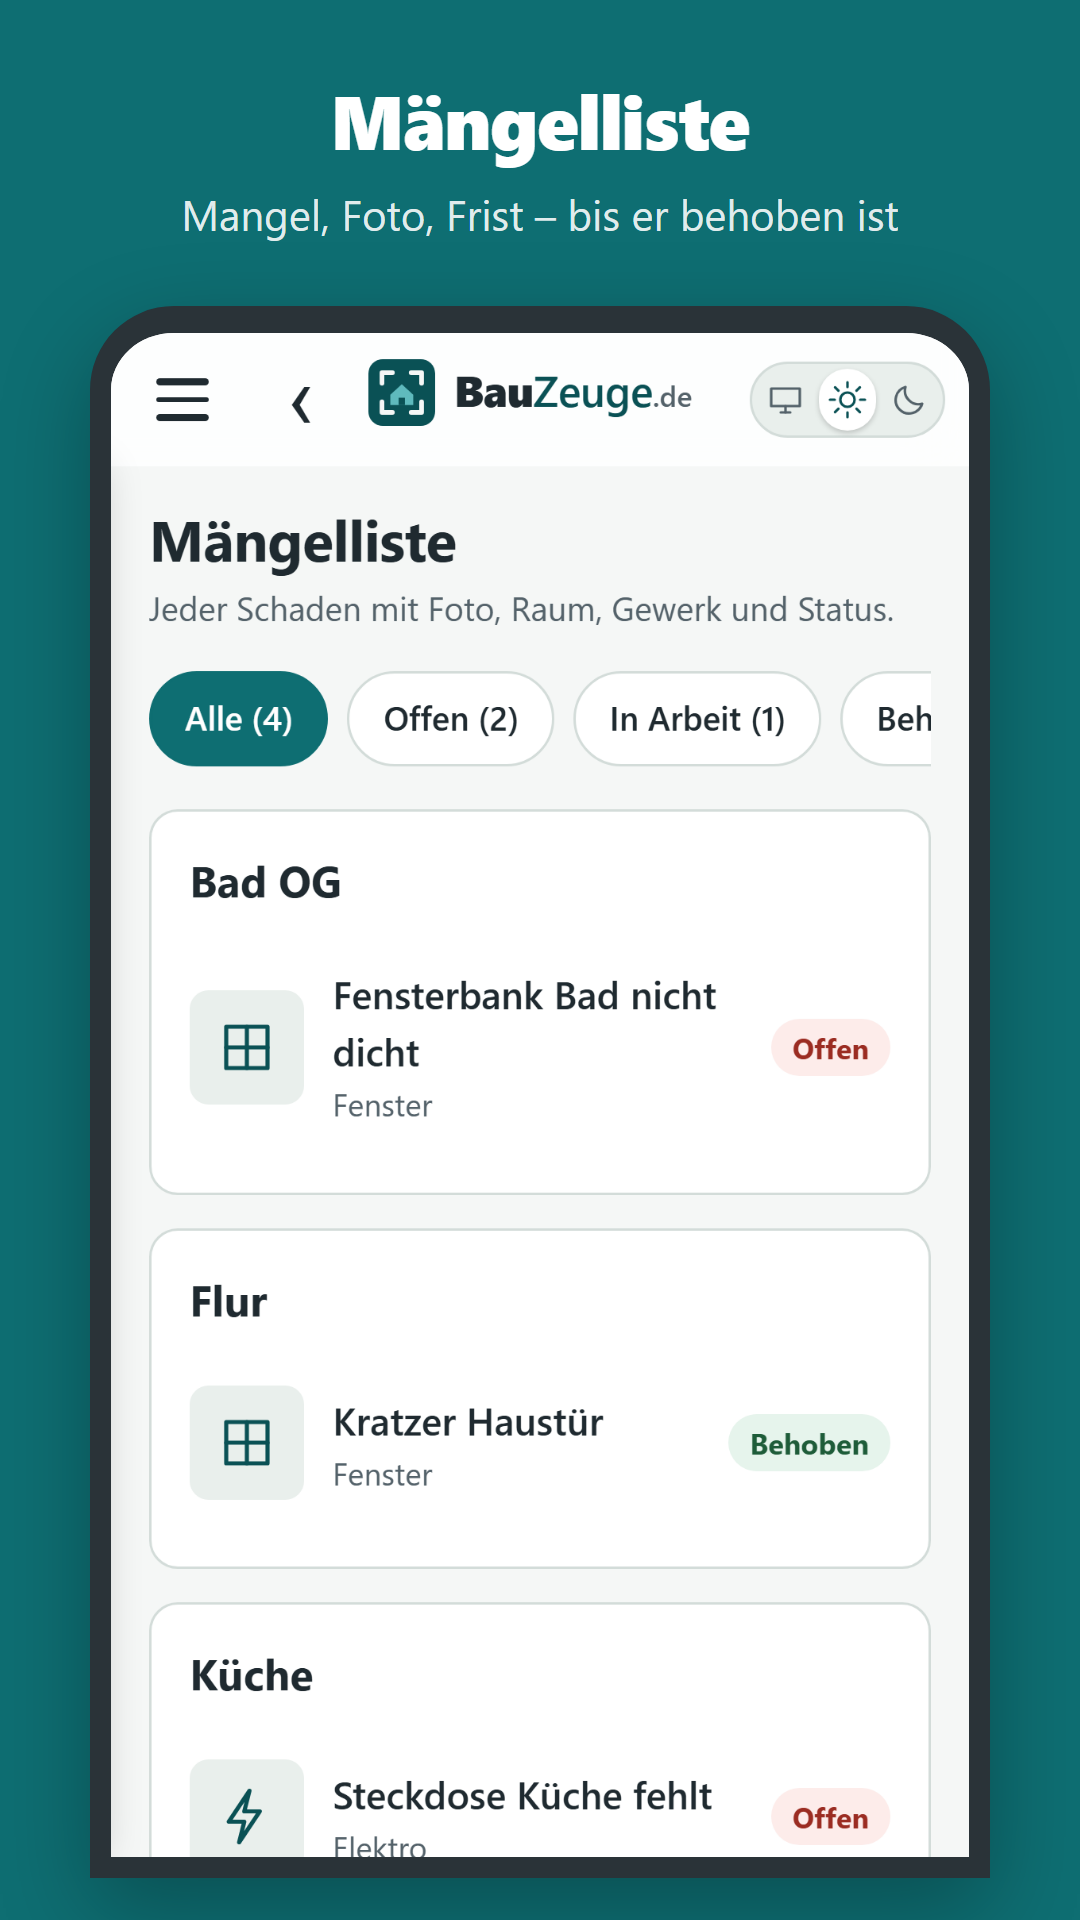 Mängelliste
Mangel, Foto, Frist – bis er behoben ist
BauZeuge.de
Mängelliste
Jeder Schaden mit Foto, Raum, Gewerk und Status.
Alle (4) Offen (2) In Arbeit (1) Beh
Bad OG
Fensterbank Bad nicht
dicht
Offen
Fenster
Flur
Kratzer Haustür
Behoben
Fenster
Küche
Steckdose Küche fehlt
Offen
Elektro